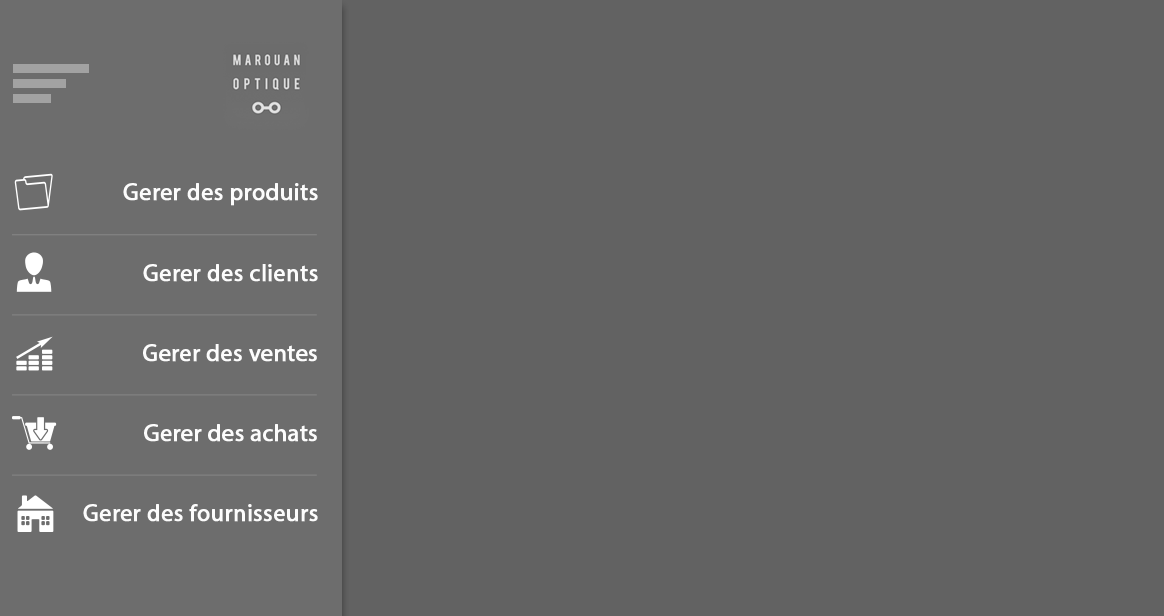 MAROUAN
OPTIQUE
Gerer des produits
Gerer des clients
Gerer des ventes
Gerer des achats
Gerer des fournisseurs